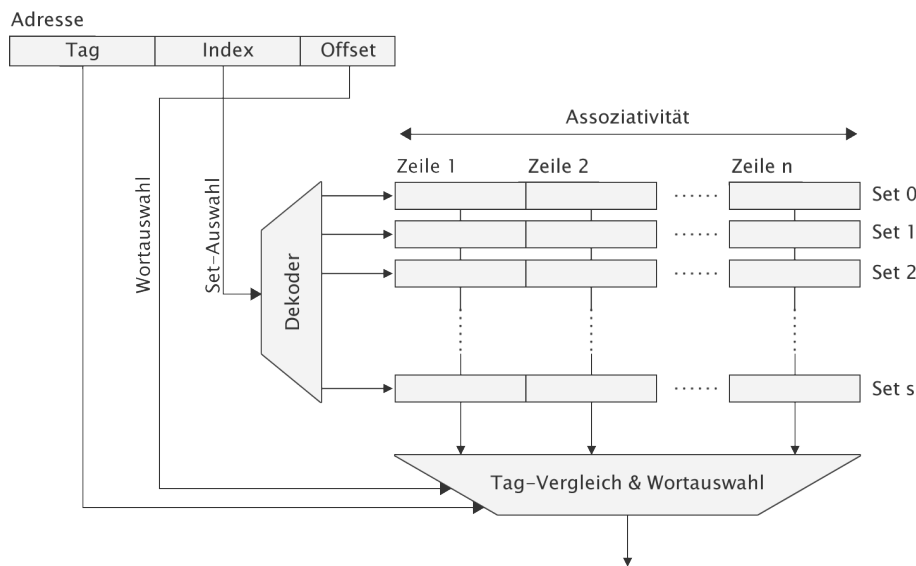 Adresse
Tag Index Offset
Assoziativität
Zeile 1 Zeile 2 Zeile n
Wortauswahl
Set-Auswahl
Dekoder
Set 0
Set 1
Set 2
Set s
Tag-Vergleich & Wortauswahl